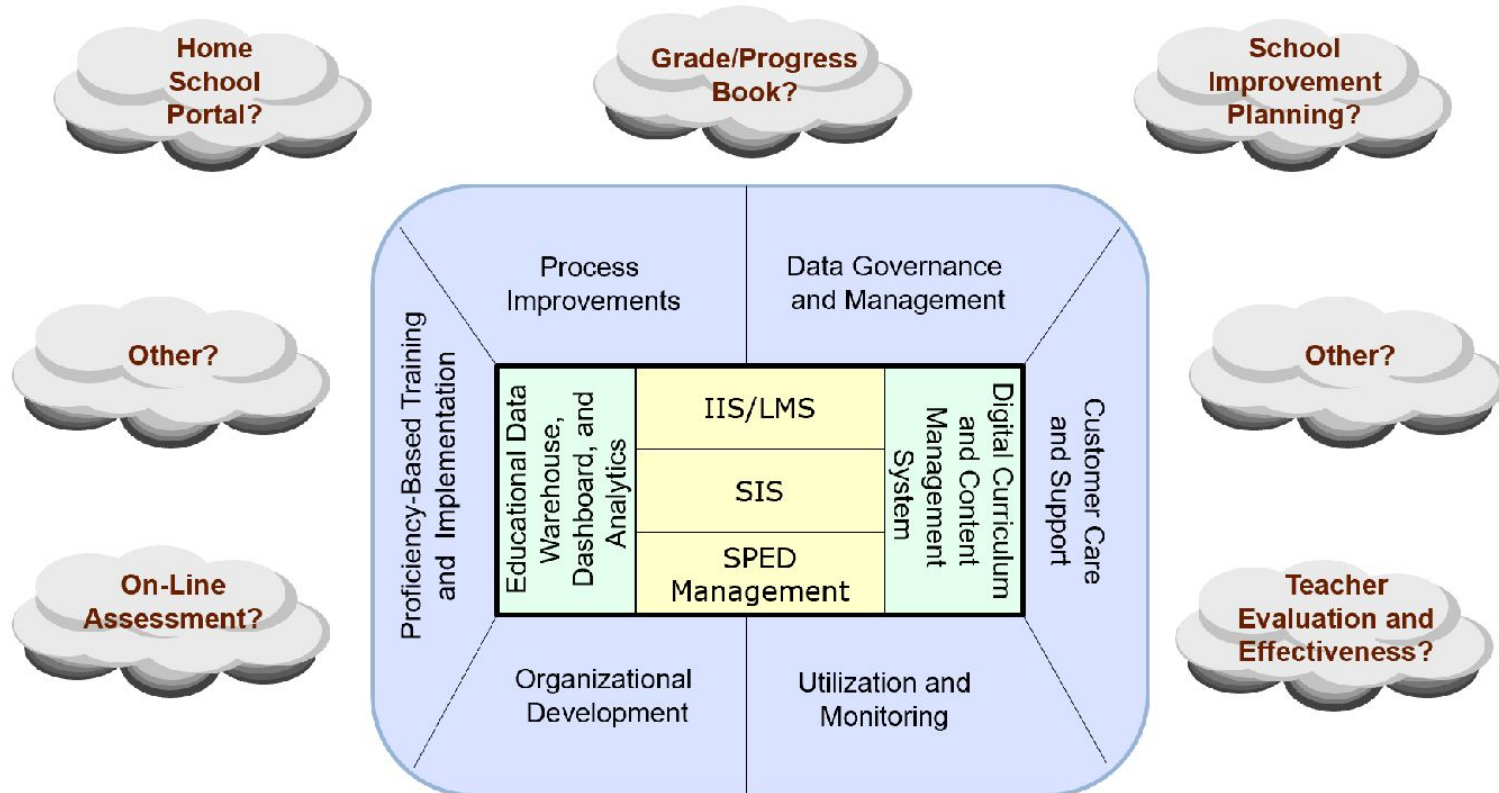 Home
School
Portal?
Grade/Progress
Book?
School
Improvement
Planning?
Process
Improvements
Data Governance
and Management
Other?
Other?
Proficiency-Based Training
and Implementation
Educational Data
Warehouse,
Dashboard, and
Analytics
IIS/LMS
SIS
SPED
Management
Digital Curriculum
and Content
Management
System
Customer Care
and Support
On-Line
Assessment?
Teacher
Evaluation and
Effectiveness?
Organizational
Development
Utilization and
Monitoring